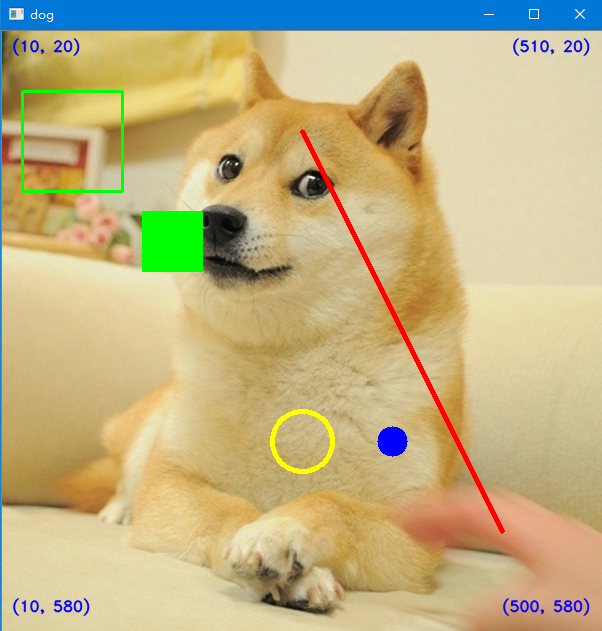 dog
(10, 20)
(510, 20)
(10, 580)
(500, 580)